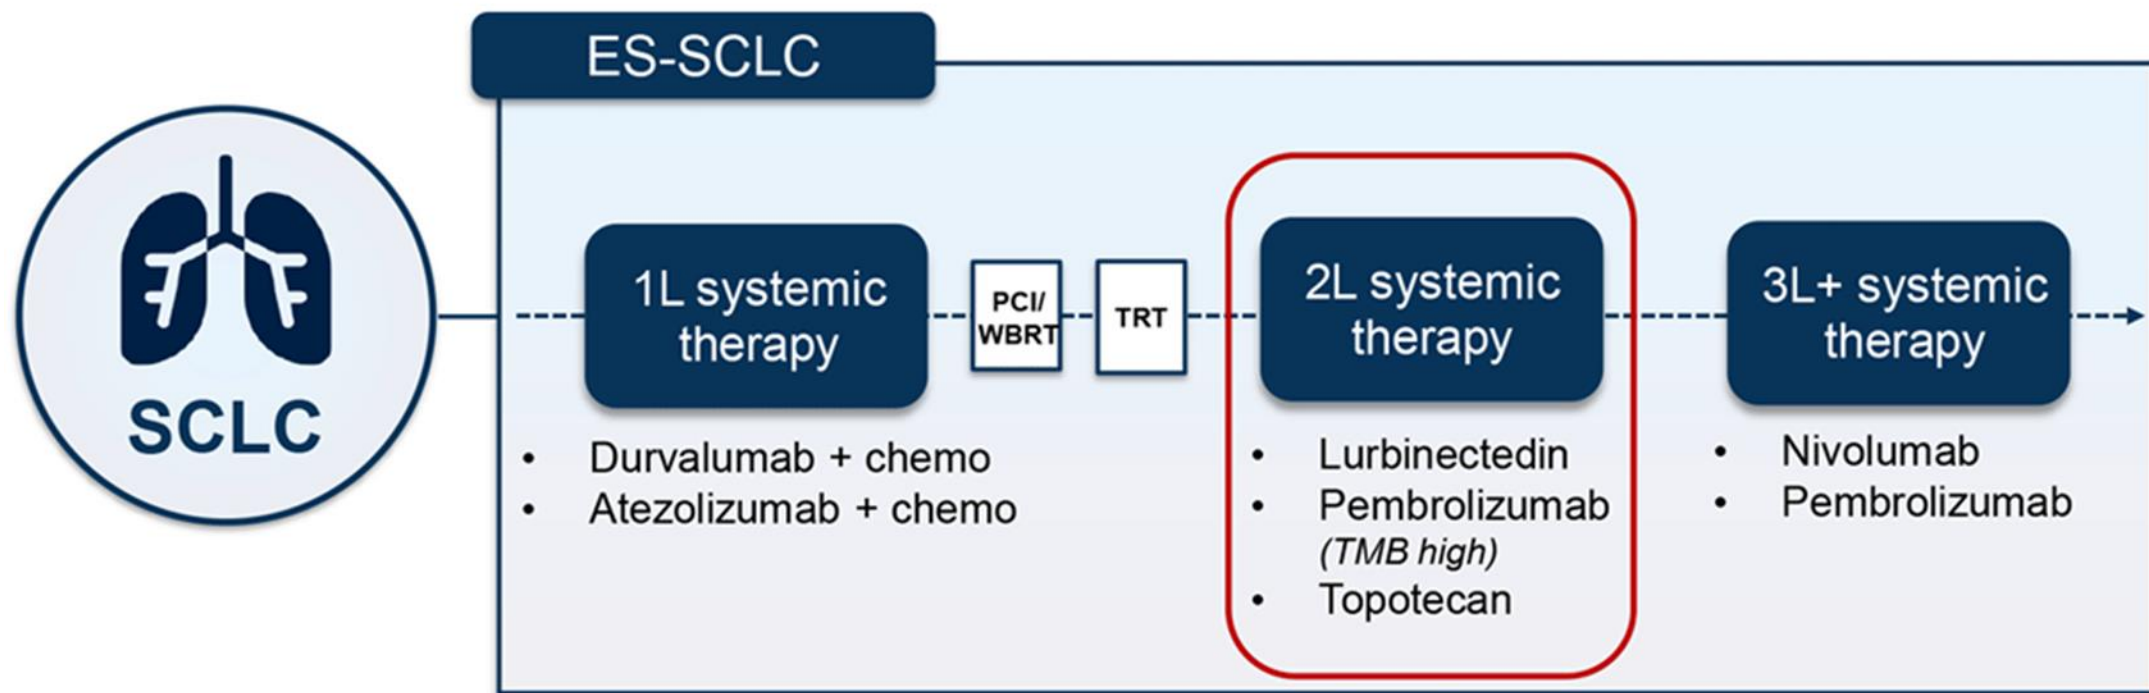 ES-SCLC
SCLC
1L systemic
therapy
• Durvalumab + chemo
• Atezolizumab + chemo
PCI/
WBRT
TRT
2L systemic
therapy
• Lurbinectedin
• Pembrolizumab
(TMB high)
• Topotecan
3L+ systemic
therapy
• Nivolumab
• Pembrolizumab